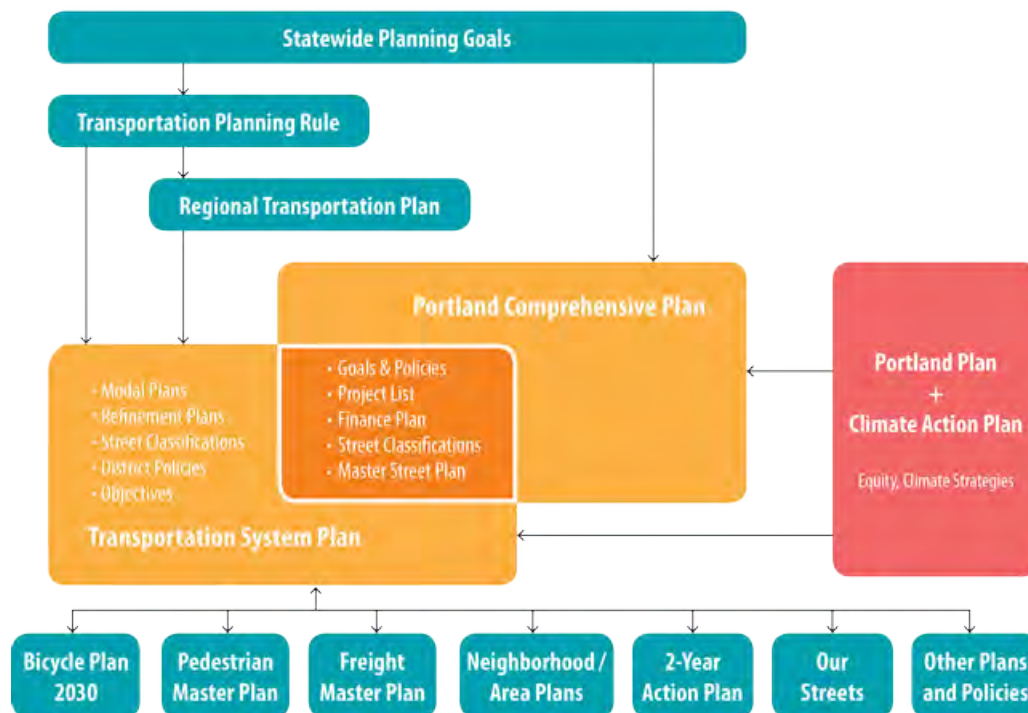 Statewide Planning Goals
Transportation Planning Rule
Regional Transportation Plan
Portland Comprehensive Plan
• Goals & Policies
• Project List
• Finance Plan
• Street Classifications
• Master Street Plan
• Modal Plans
• Refinement Plans
• Street Classifications
• District Policies
• Objectives
Transportation System Plan
Portland Plan
+
Climate Action Plan
Equity, Climate Strategies
Bicycle Plan
2030
Pedestrian
Master Plan
Freight
Master Plan
Neighborhood /
Area Plans
2-Year
Action Plan
Our
Streets
Other Plans
and Policies